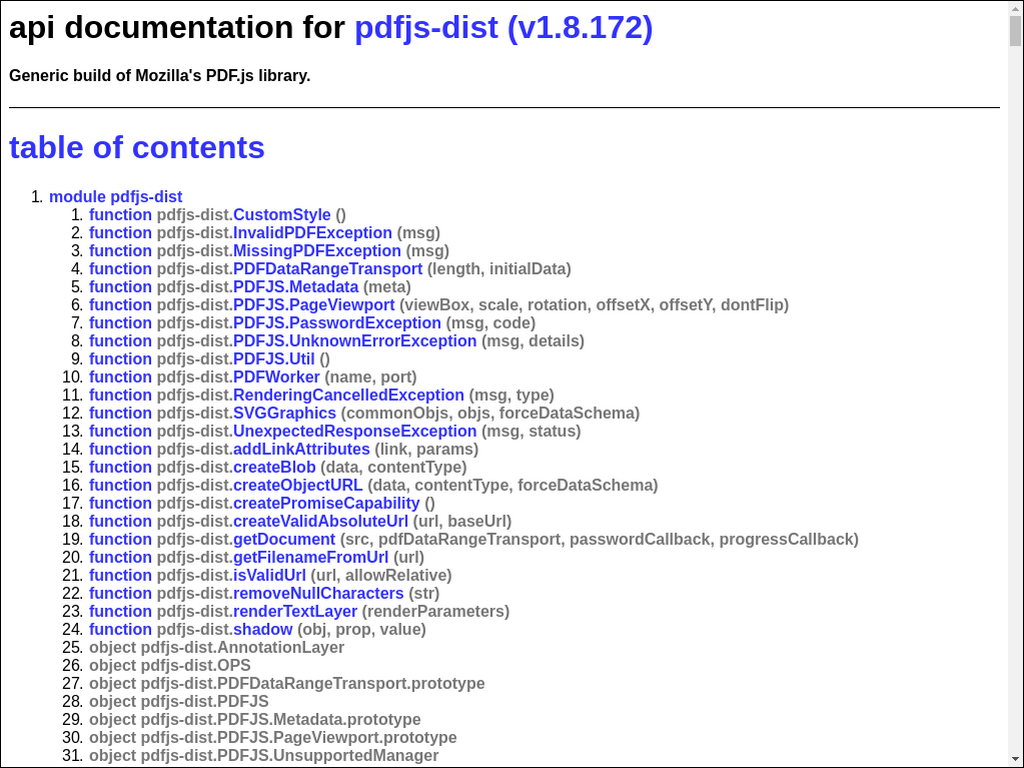 api documentation for pdfjs-dist (v1.8.172)
Generic build of Mozilla's PDF.js library.
table of contents
1. module pdfjs-dist
1. function pdfjs-dist.CustomStyle ()
2. function pdfjs-dist.InvalidPDFException (msg)
3. function pdfjs-dist.MissingPDFException (msg)
4. function pdfjs-dist.PDFDataRangeTransport (length, initialData)
5. function pdfjs-dist.PDFJS.Metadata (meta)
6. function pdfjs-dist.PDFJS.PageViewport (viewBox, scale, rotation, offsetX, offsetY, dontFlip)
7. function pdfjs-dist.PDFJS.PasswordException (msg, code)
8. function pdfjs-dist.PDFJS.UnknownErrorException (msg, details)
9. function pdfjs-dist.PDFJS.Util ()
10. function pdfjs-dist.PDFWorker (name, port)
11. function pdfjs-dist.RenderingCancelledException (msg, type)
12. function pdfjs-dist.SVGGraphics (commonObjs, objs, forceDataSchema)
13. function pdfjs-dist.UnexpectedResponseException (msg, status)
14. function pdfjs-dist.addLinkAttributes (link, params)
15. function pdfjs-dist.createBlob (data, contentType)
16. function pdfjs-dist.createObjectURL (data, contentType, forceDataSchema)
17. function pdfjs-dist.createPromiseCapability ()
18. function pdfjs-dist.createValidAbsoluteUrl (url, baseUrl)
19. function pdfjs-dist.getDocument (src, pdfDataRangeTransport, passwordCallback, progressCallback)
20. function pdfjs-dist.getFilenameFromUrl (url)
21. function pdfjs-dist.isValidUrl (url, allowRelative)
22. function pdfjs-dist.removeNullCharacters (str)
23. function pdfjs-dist.renderTextLayer (renderParameters)
24. function pdfjs-dist.shadow (obj, prop, value)
25. object pdfjs-dist.AnnotationLayer
26. object pdfjs-dist.OPS
27. object pdfjs-dist.PDFDataRangeTransport.prototype
28. object pdfjs-dist.PDFJS
29. object pdfjs-dist.PDFJS.Metadata.prototype
30. object pdfjs-dist.PDFJS.PageViewport.prototype
31. object pdfjs-dist.PDFJS.UnsupportedManager